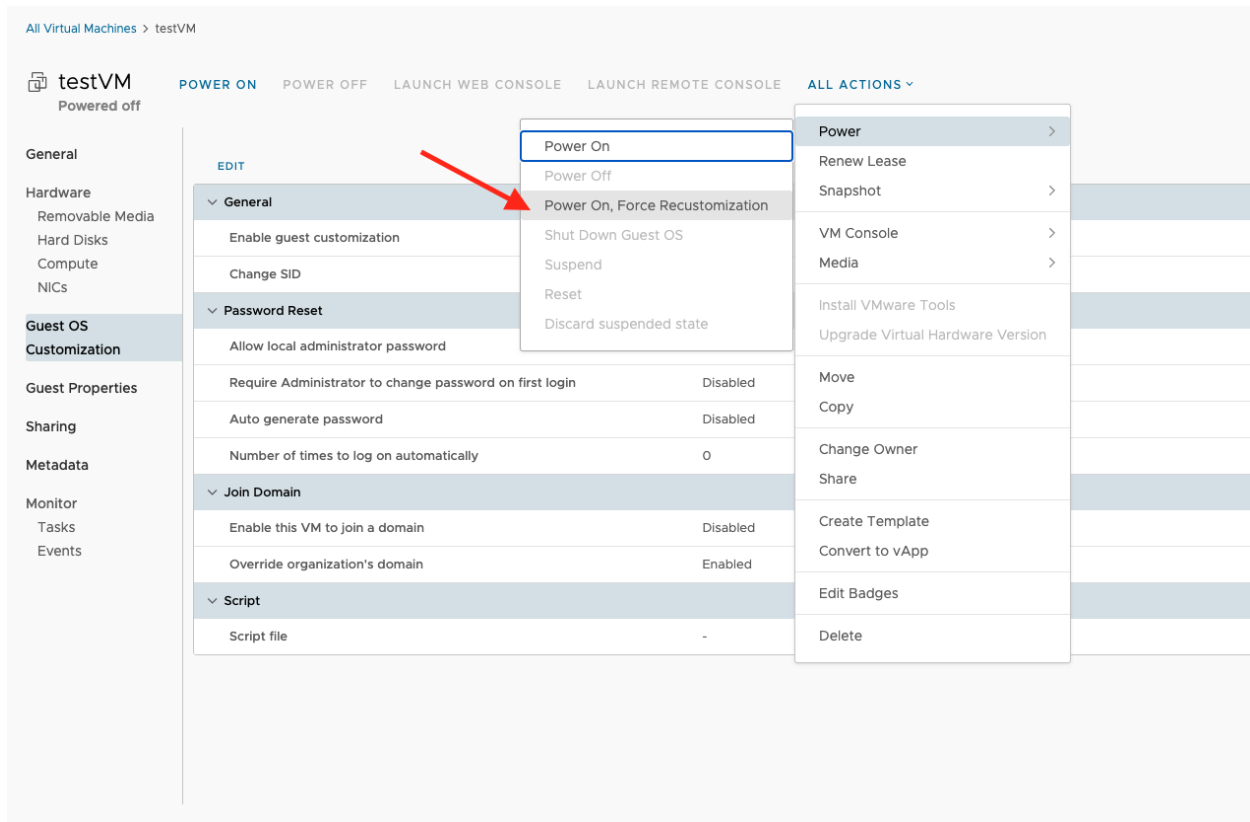 All Virtual Machines > testVM
testVM
Powered off
POWER ON POWER OFF LAUNCH WEB CONSOLE LAUNCH REMOTE CONSOLE ALL ACTIONS
General
Hardware
Removable Media
Hard Disks
Compute
NICs
Guest OS
Customization
Guest Properties
Sharing
Metadata
Monitor
Tasks
Events
EDIT
General
Enable guest customization
Change SID
Password Reset
Allow local administrator password
Require Administrator to change password on first login Disabled
Auto generate password Disabled
Number of times to log on automatically 0
Join Domain
Enable this VM to join a domain Disabled
Override organization's domain Enabled
Script
Script file -
Power On
Power Off
Power On, Force Recustomization
Shut Down Guest OS
Suspend
Reset
Discard suspended state
Power >
Renew Lease
Snapshot >
VM Console >
Media >
Install VMware Tools
Upgrade Virtual Hardware Version
Move
Copy
Change Owner
Share
Create Template
Convert to vApp
Edit Badges
Delete